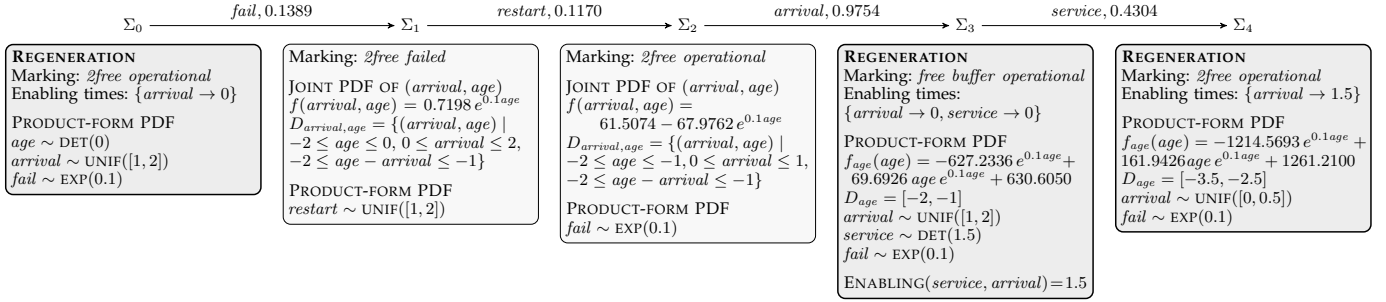 Σ₀ fail, 0.1389 Σ₁ restart, 0.1170 Σ₂ arrival, 0.9754 Σ₃ service, 0.4304 Σ₄
REGENERATION
Marking: 2free operational
Enabling times: {arrival → 0}
PRODUCT-FORM PDF
age ∼ DET(0)
arrival ∼ UNIF([1, 2])
fail ∼ EXP(0.1)
Marking: 2free failed
JOINT PDF OF (arrival, age)
f(arrival, age) = 0.7198 e^{0.1age}
D_{arrival,age} = {(arrival, age) |
−2 ≤ age ≤ 0, 0 ≤ arrival ≤ 2,
−2 ≤ age − arrival ≤ −1}
PRODUCT-FORM PDF
restart ∼ UNIF([1, 2])
Marking: 2free operational
JOINT PDF OF (arrival, age)
f(arrival, age) =
61.5074 − 67.9762 e^{0.1age}
D_{arrival,age} = {(arrival, age) |
−2 ≤ age ≤ −1, 0 ≤ arrival ≤ 1,
−2 ≤ age − arrival ≤ −1}
PRODUCT-FORM PDF
fail ∼ EXP(0.1)
REGENERATION
Marking: free buffer operational
Enabling times:
{arrival → 0, service → 0}
PRODUCT-FORM PDF
f_{age}(age) = −627.2336 e^{0.1age} +
69.6926 age e^{0.1age} + 630.6050
D_{age} = [−2, −1]
arrival ∼ UNIF([1, 2])
service ∼ DET(1.5)
fail ∼ EXP(0.1)
ENABLING(service, arrival) = 1.5
REGENERATION
Marking: 2free operational
Enabling times: {arrival → 1.5}
PRODUCT-FORM PDF
f_{age}(age) = −1214.5693 e^{0.1age} +
161.9426age e^{0.1age} + 1261.2100
D_{age} = [−3.5, −2.5]
arrival ∼ UNIF([0, 0.5])
fail ∼ EXP(0.1)